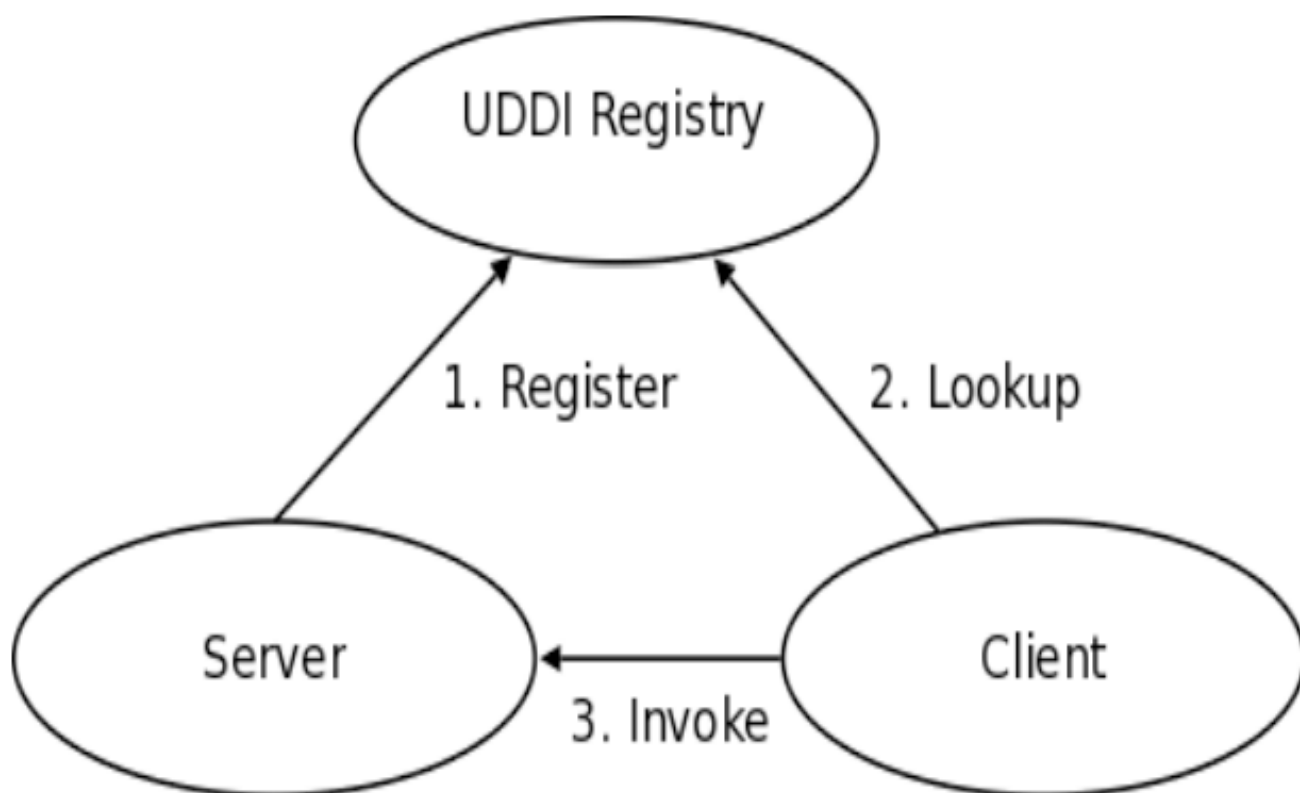 UDDI Registry
1. Register
2. Lookup
Server
Client
3. Invoke